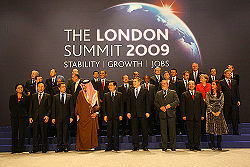 THE LONDON
SUMMIT 2009
STABILITY | GROWTH | JOBS